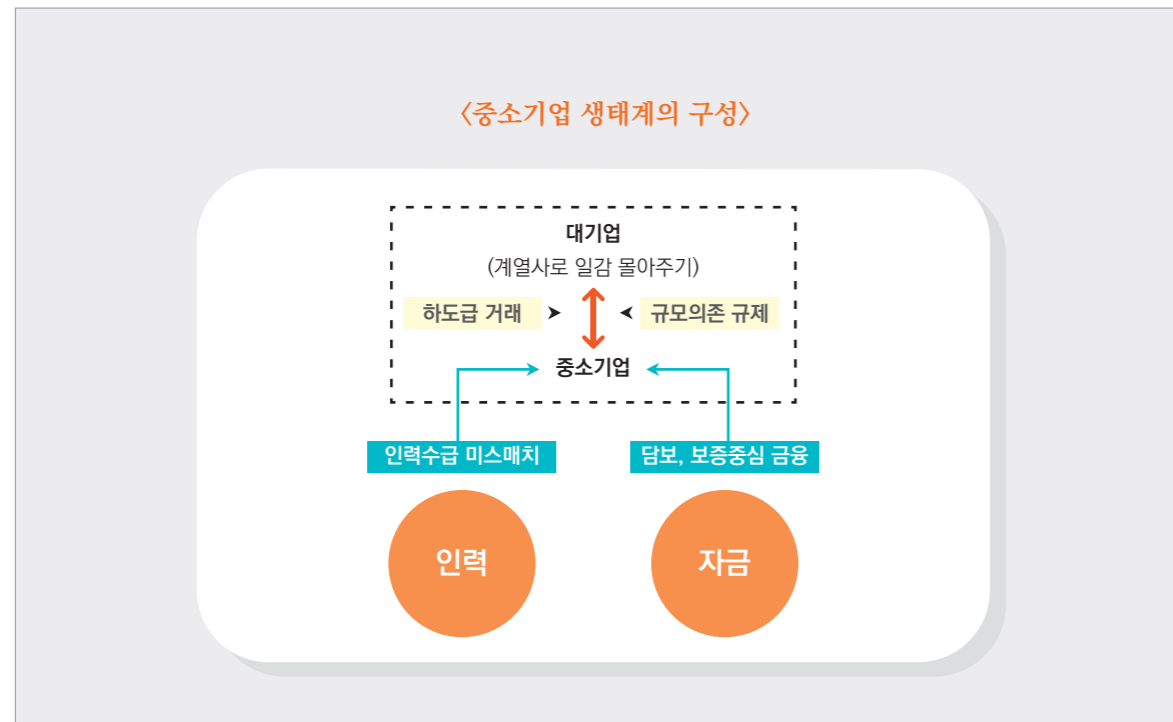 〈중소기업 생태계의 구성〉
대기업
(계열사로 일감 몰아주기)
하도급 거래
규모의존 규제
중소기업
인력수급 미스매치
담보, 보증중심 금융
인력
자금